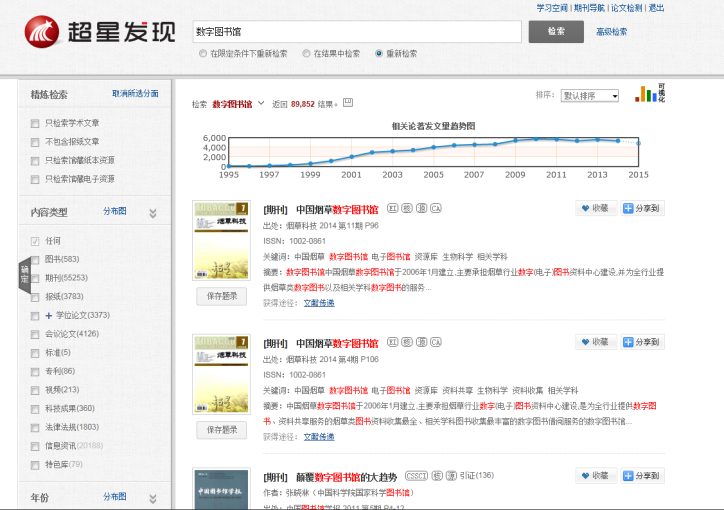 学习空间 | 期刊导航 | 论文检测 | 退出
超星发现
数字图书馆
检索
高级检索
在限定条件下重新检索
在结果中检索
重新检索
精炼检索
取消所选分面
只检索学术文章
不包含报纸文章
只检索馆藏纸本资源
只检索馆藏电子资源
内容类型
分布图
任何
图书(583)
期刊(55253)
报纸(3783)
学位论文(3373)
会议论文(4126)
标准(5)
专利(86)
视频(213)
科技成果(360)
法律法规(1803)
信息资讯(20188)
特色库(79)
年份
分布图
确定
检索 数字图书馆 返回 89,852 结果。
排序：
默认排序
可视化
相关论著发文量趋势图
6,000
4,000
2,000
0
1995 1997 1999 2001 2003 2005 2007 2009 2011 2013 2015
烟草科技
保存题录
[期刊] 中国烟草数字图书馆
EI
CA
收藏
分享到
出处：烟草科技 2014 第11期 P96
ISSN：1002-0861
关键词：中国烟草 数字图书馆 电子图书馆 资源库 生物科学 相关学科
摘要：数字图书馆中国烟草数字图书馆于2006年1月建立,主要承担烟草行业数字(电子)图书资料中心建设,并为全行业提
供烟草类数字图书以及相关学科数字图书的服务...
获得途径： 文献传递
烟草科技
保存题录
[期刊] 中国烟草数字图书馆
EI
CA
收藏
分享到
出处：烟草科技 2014 第4期 P106
ISSN：1002-0861
关键词：中国烟草 数字图书馆 电子图书馆 资源库 资料共享 生物科学 资料收集 相关学科
摘要：中国烟草数字图书馆于2006年1月建立,主要承担烟草行业数字(电子)图书资料中心建设,是为全行业提供数字图
书、资料共享服务的烟草类图书资料收集最全、相关学科图书收集最丰富的数字图书借阅服务的数字图书馆...
获得途径： 文献传递
中国图书馆学报
[期刊] 颠覆数字图书馆的大趋势
CSSCI
核
源
引证(136)
收藏
分享到
作者：张晓林（中国科学院国家科学图书馆）
出处：中国图书馆学报 2011 第5期 P4-12